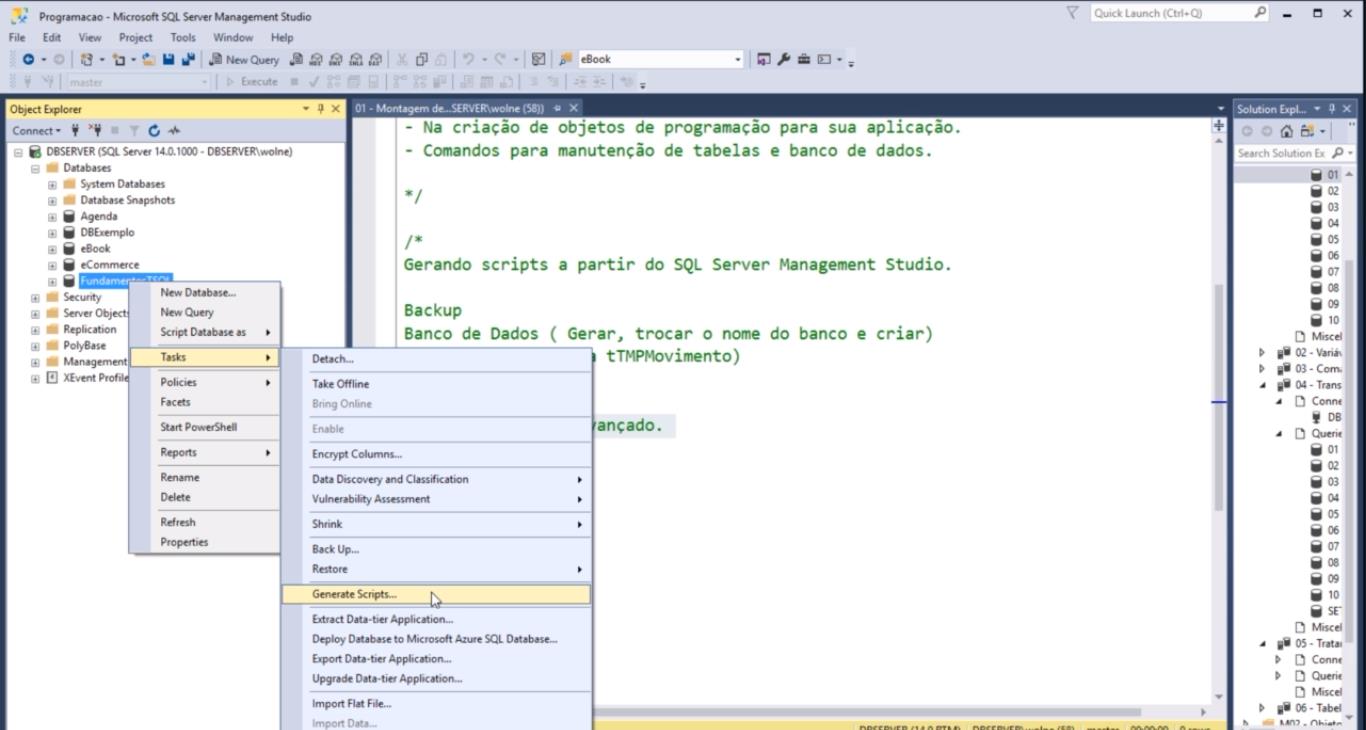 Programacao - Microsoft SQL Server Management Studio
Quick Launch (Ctrl+Q)
File Edit View Project Tools Window Help
New Query
eBook
master
Execute
Object Explorer
Connect
DBSERVER (SQL Server 14.0.1000 - DBSERVER\wolne)
Databases
System Databases
Database Snapshots
Agenda
DBExemplo
eBook
eCommerce
FundamentosTSQL
Security
Server Objects
Replication
PolyBase
Management
XEvent Profile
New Database...
New Query
Script Database as
Tasks
Policies
Facets
Start PowerShell
Reports
Rename
Delete
Refresh
Properties
Detach...
Take Offline
Bring Online
Enable
Encrypt Columns...
Data Discovery and Classification
Vulnerability Assessment
Shrink
Back Up...
Restore
Generate Scripts...
Extract Data-tier Application...
Deploy Database to Microsoft Azure SQL Database...
Export Data-tier Application...
Upgrade Data-tier Application...
Import Flat File...
Import Data...
01 - Montagem de...SERVER\wolne (58))
- Na criação de objetos de programação para sua aplicação.
- Comandos para manutenção de tabelas e banco de dados.
*/
/*
Gerando scripts a partir do SQL Server Management Studio.
Backup
Banco de Dados ( Gerar, trocar o nome do banco e criar)
a tTMPMovimento)
vançado.
Solution Expl...
Search Solution Ex
01
02
03
04
05
06
07
08
09
10
Miscel
02 - Variáv
03 - Com
04 - Trans
Conne
DB
Querie
01
02
03
04
05
06
07
08
09
10
SE
Miscel
05 - Tratar
Conne
Querie
Miscel
06 - Tabel
M02 - Objeto
DBSERVER (14.0 RTM) DBSERVER\wolne (58) master 00:00:00 0 rows